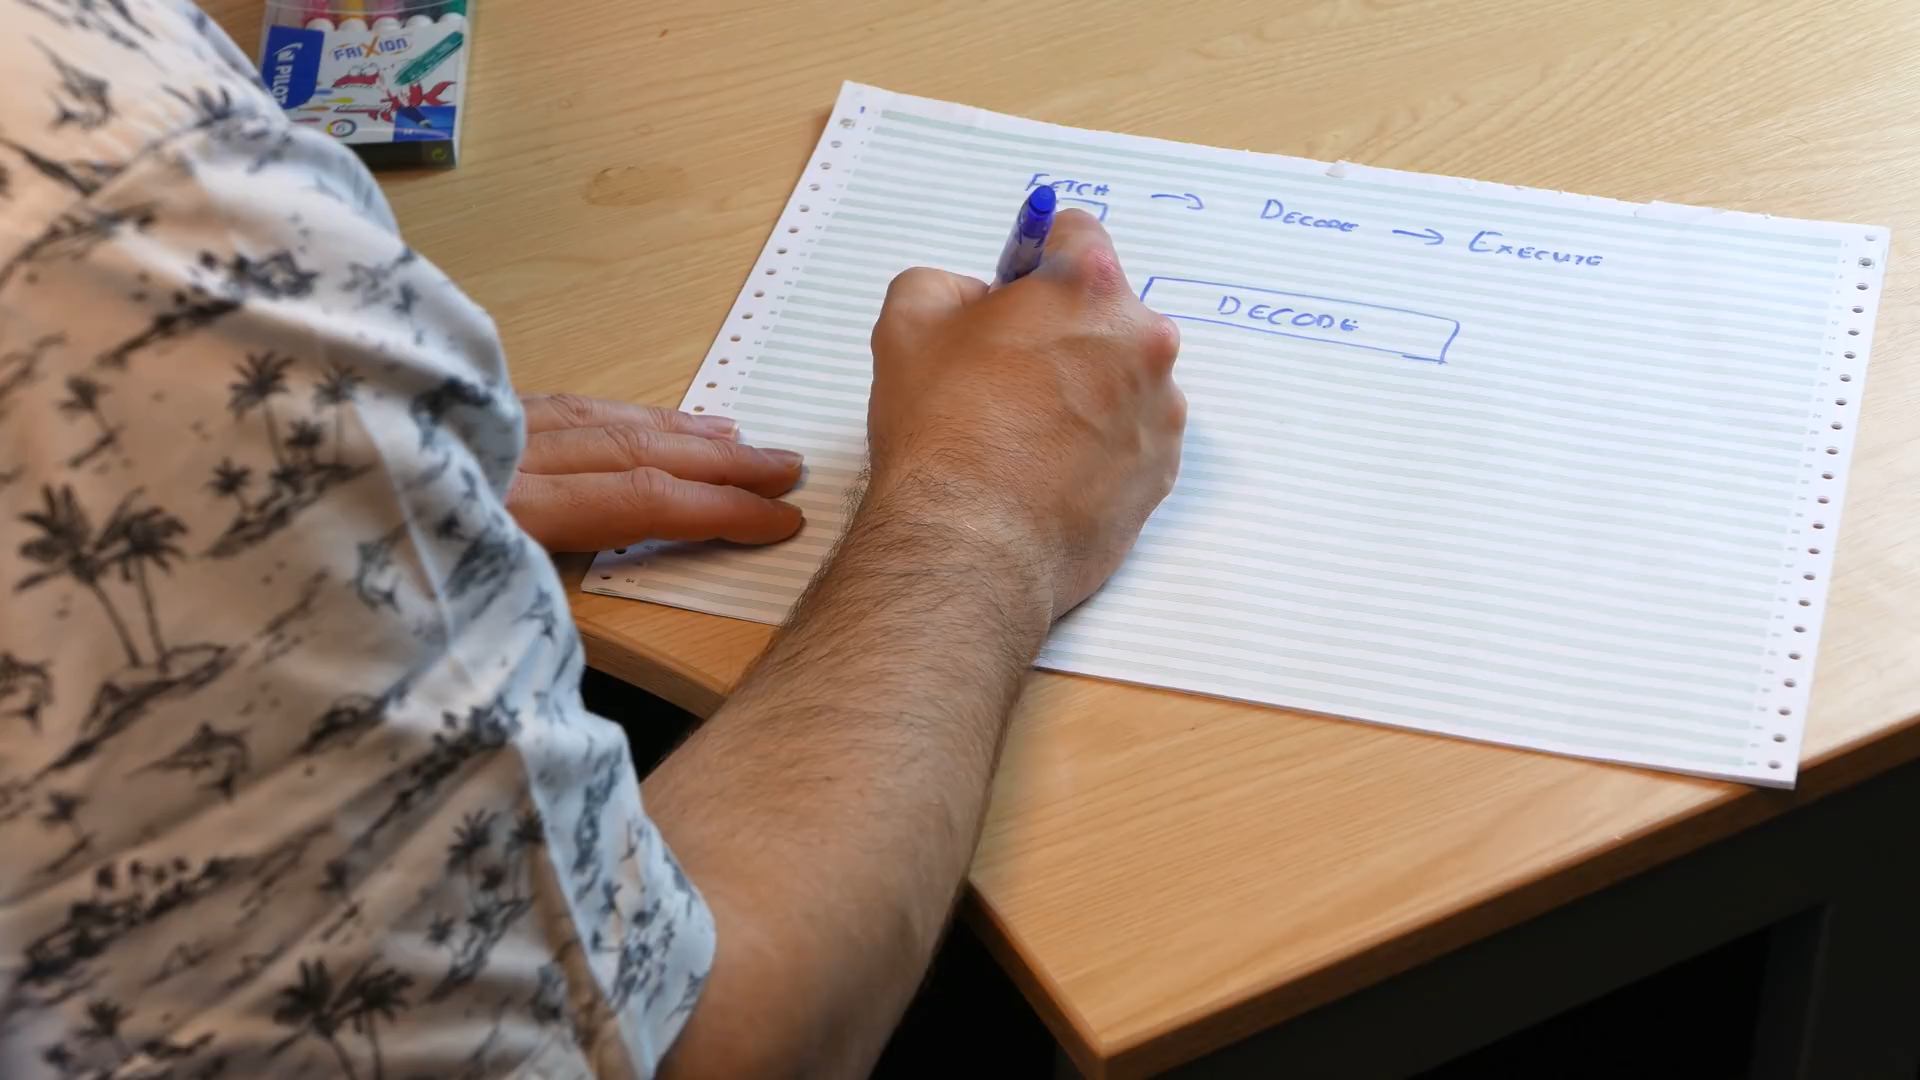 FRIXION
PILOT
FETCH → DECODE → EXECUTE
DECODE